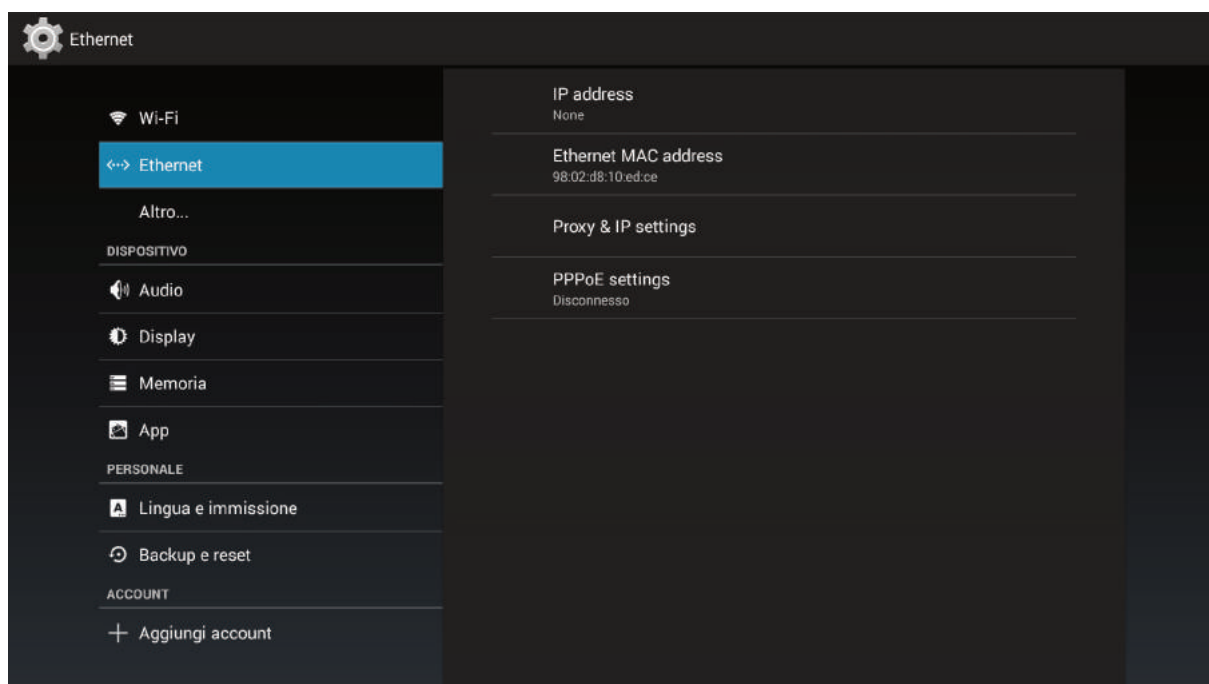 Ethernet
Wi-Fi
Ethernet
Altro...
DISPOSITIVO
Audio
Display
Memoria
App
PERSONALE
Lingua e immissione
Backup e reset
ACCOUNT
Aggiungi account
IP address
None
Ethernet MAC address
98:02:d8:10:ed:ce
Proxy & IP settings
PPPoE settings
Disconnesso